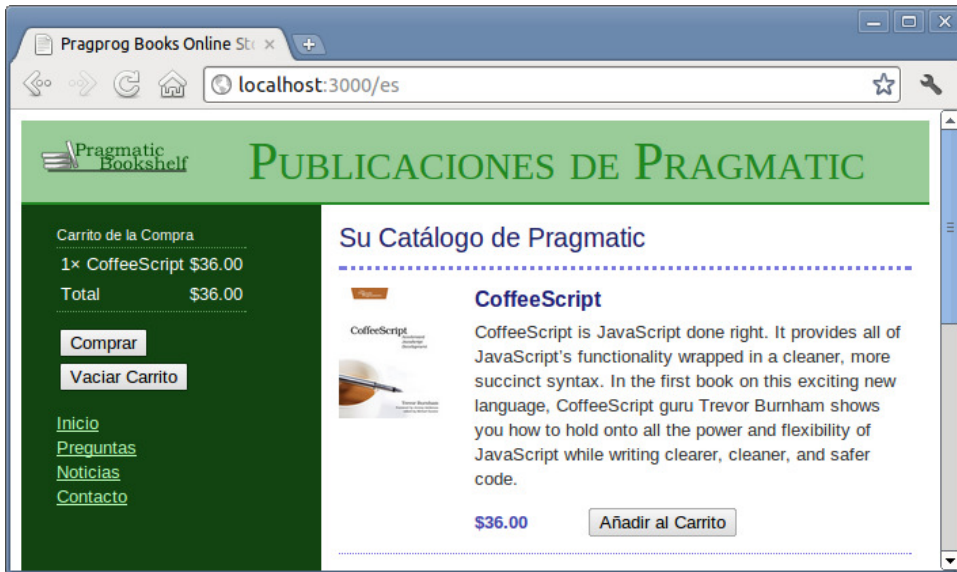 Pragprog Books Online Sto
localhost:3000/es
Pragmatic
Bookshelf
PUBLICACIONES DE PRAGMATIC
Carrito de la Compra
1× CoffeeScript $36.00
Total $36.00
Comprar
Vaciar Carrito
Inicio
Preguntas
Noticias
Contacto
Su Catálogo de Pragmatic
CoffeeScript
CoffeeScript
CoffeeScript is JavaScript done right. It provides all of
JavaScript’s functionality wrapped in a cleaner, more
succinct syntax. In the first book on this exciting new
language, CoffeeScript guru Trevor Burnham shows
you how to hold onto all the power and flexibility of
JavaScript while writing clearer, cleaner, and safer
code.
$36.00
Añadir al Carrito